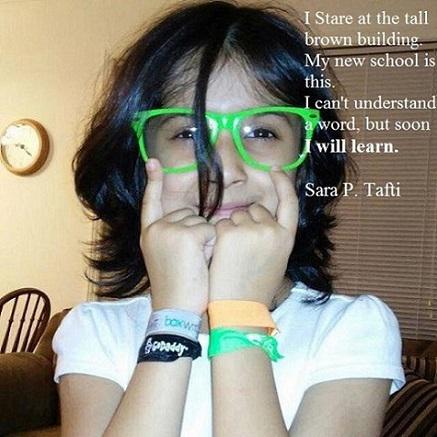 I Stare at the tall
brown building.
My new school is
this.
I can't understand
a word, but soon
I will learn.
Sara P. Tafti
GoDaddy